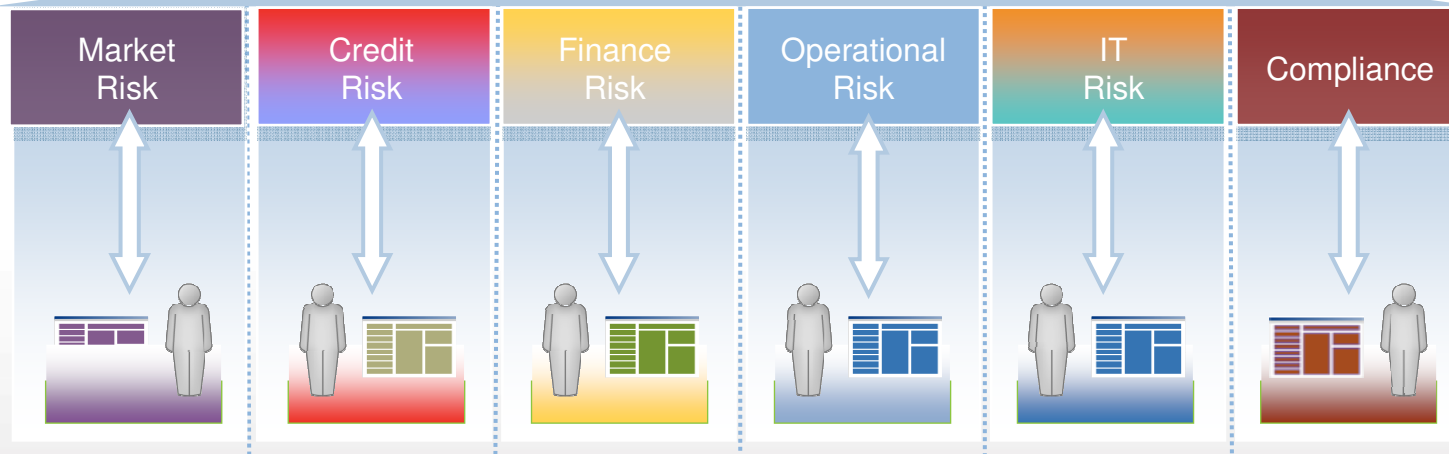 Market
Risk
Credit
Risk
Finance
Risk
Operational
Risk
IT
Risk
Compliance